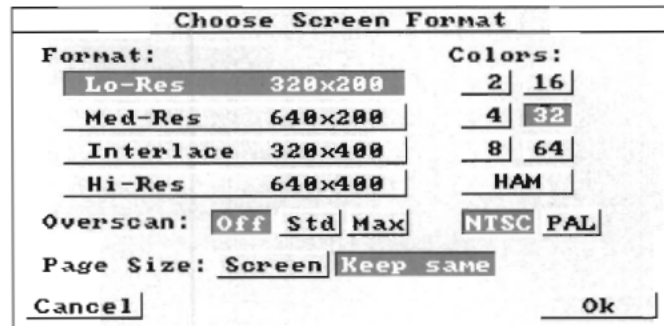 Choose Screen Format
Format: Colors:
Lo-Res 320x200 2 16
Med-Res 640x200 4 32
Interlace 320x400 8 64
Hi-Res 640x400 HAM
Overscan: Off Std Max NTSC PAL
Page Size: Screen Keep same
Cancel Ok